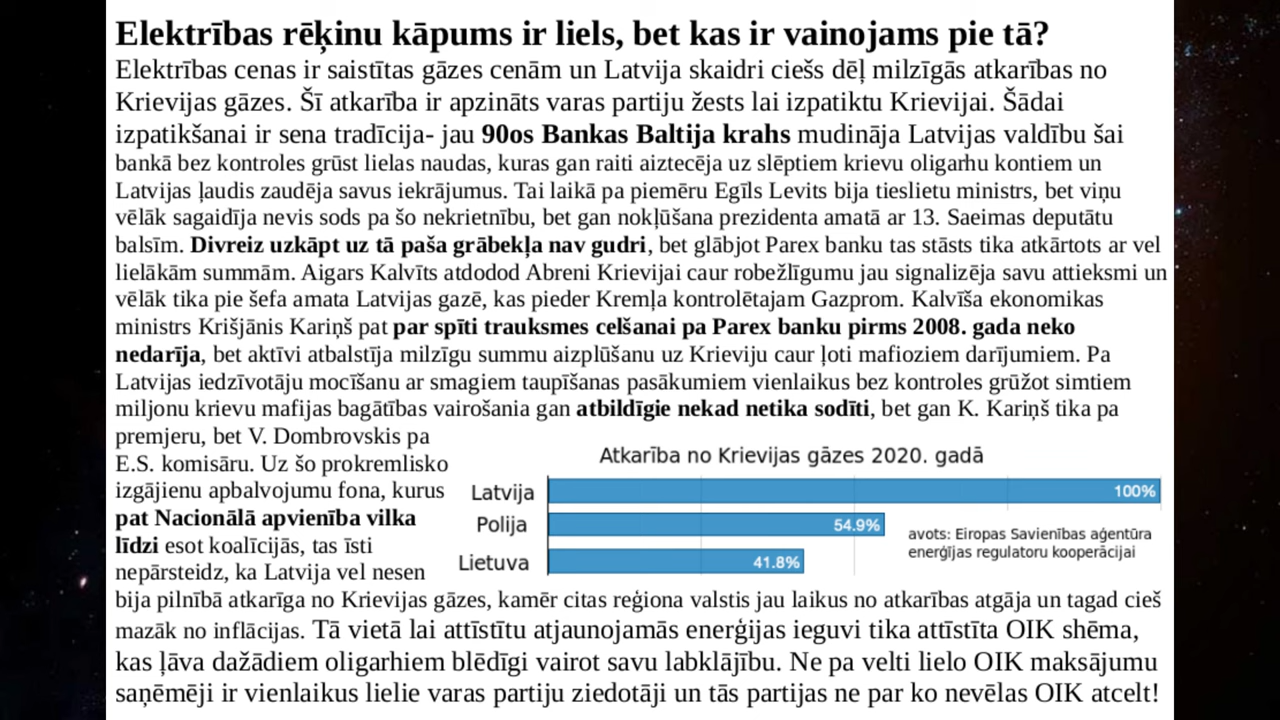 Elektrības rēķinu kāpums ir liels, bet kas ir vainojams pie tā?
Elektrības cenas ir saistītas gāzes cenām un Latvija skaidri ciešs dēļ milzīgās atkarības no
Krievijas gāzes. Šī atkarība ir apzināts varas partiju žests lai izpatiktu Krievijai. Šādai
izpatikšanai ir sena tradīcija- jau 90os Bankas Baltija krahs mudināja Latvijas valdību šai
bankā bez kontroles grūst lielas naudas, kuras gan raiti aiztecēja uz slēptiem krievu oligarhu kontiem un
Latvijas ļaudis zaudēja savus iekrājumus. Tai laikā pa piemēru Egīls Levits bija tieslietu ministrs, bet viņu
vēlāk sagaidīja nevis sods pa šo nekrietnību, bet gan nokļūšana prezidenta amatā ar 13. Saeimas deputātu
balsīm. Divreiz uzkāpt uz tā paša grābekļa nav gudri, bet glābjot Parex banku tas stāsts tika atkārtots ar vel
lielākām summām. Aigars Kalvīts atdodod Abreni Krievijai caur robežlīgumu jau signalizēja savu attieksmi un
vēlāk tika pie šefa amata Latvijas gazē, kas pieder Kremļa kontrolētajam Gazprom. Kalvīša ekonomikas
ministrs Krišjānis Kariņš pat par spīti trauksmes celšanai pa Parex banku pirms 2008. gada neko
nedarīja, bet aktīvi atbalstīja milzīgu summu aizplūšanu uz Krieviju caur ļoti mafioziem darījumiem. Pa
Latvijas iedzīvotāju mocīšanu ar smagiem taupīšanas pasākumiem vienlaikus bez kontroles grūžot simtiem
miljonu krievu mafijas bagātības vairošania gan atbildīgie nekad netika sodīti, bet gan K. Kariņš tika pa
premjeru, bet V. Dombrovskis pa
E.S. komisāru. Uz šo prokremlisko
izgājienu apbalvojumu fona, kurus
pat Nacionālā apvienība vilka
līdzi esot koalīcijās, tas īsti
nepārsteidz, ka Latvija vel nesen
Atkarība no Krievijas gāzes 2020. gadā
Latvija 100%
Polija 54.9%
Lietuva 41.8%
avots: Eiropas Savienības aģentūra
enerģijas regulatoru kooperācijai
bija pilnībā atkarīga no Krievijas gāzes, kamēr citas reģiona valstis jau laikus no atkarības atgāja un tagad cieš
mazāk no inflācijas. Tā vietā lai attīstītu atjaunojamās enerģijas ieguvi tika attīstīta OIK shēma,
kas ļāva dažādiem oligarhiem blēdīgi vairot savu labklājību. Ne pa velti lielo OIK maksājumu
saņēmēji ir vienlaikus lielie varas partiju ziedotāji un tās partijas ne par ko nevēlas OIK atcelt!